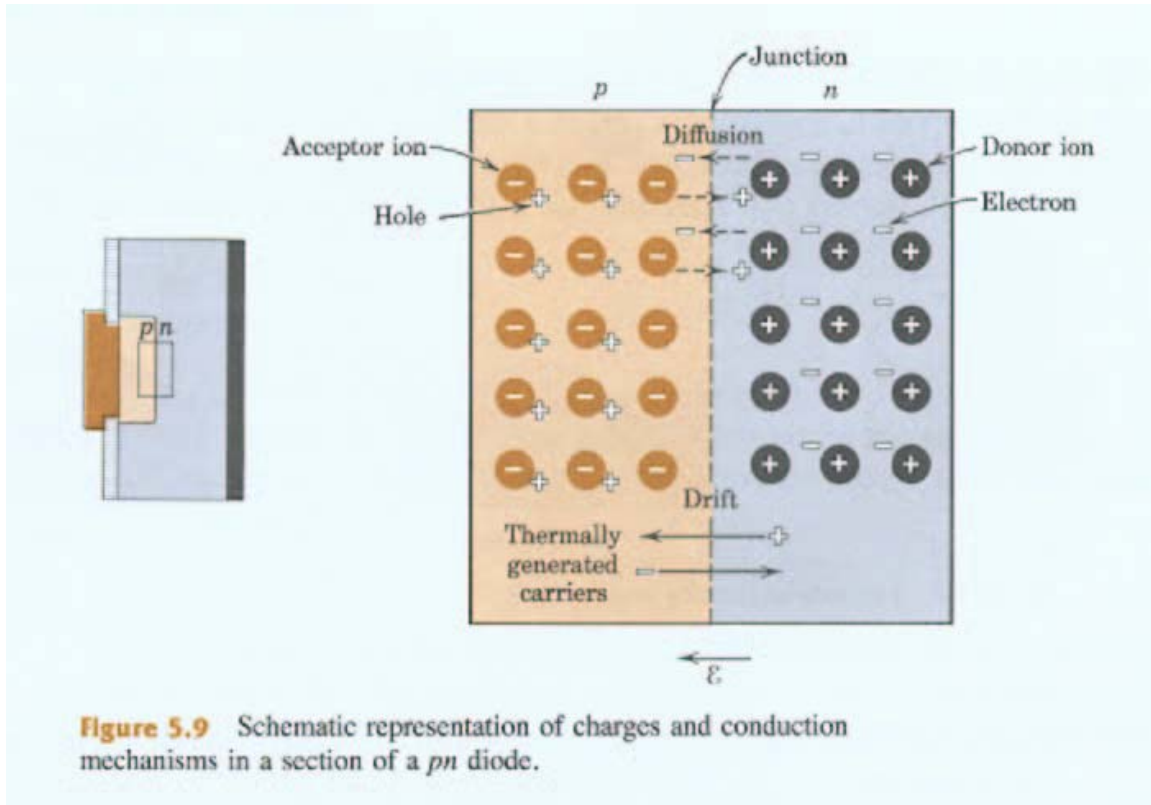 Junction
p
n
Diffusion
Acceptor ion
Donor ion
Hole
Electron
p n
Drift
Thermally
generated
carriers
ℰ
Figure 5.9 Schematic representation of charges and conduction
mechanisms in a section of a pn diode.